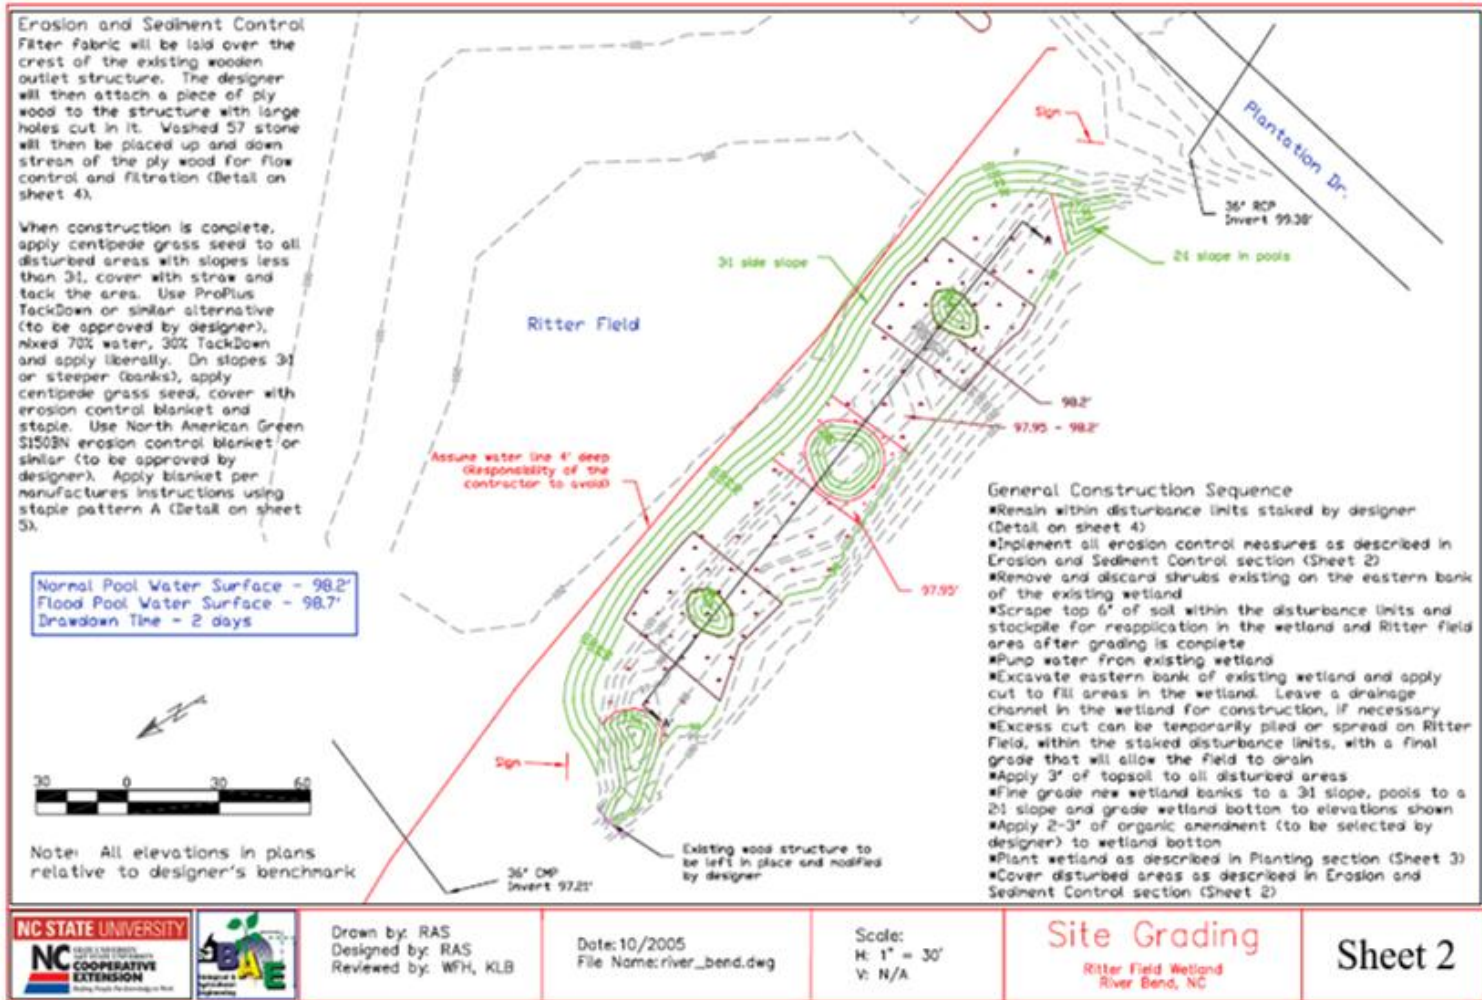 Erosion and Sediment Control
Filter fabric will be laid over the
crest of the existing wooden
outlet structure. The designer
will then attach a piece of ply
wood to the structure with large
holes cut in it. Washed 57 stone
will then be placed up and down
stream of the ply wood for flow
control and filtration (Detail on
sheet 4).
When construction is complete,
apply centipede grass seed to all
disturbed areas with slopes less
than 3:1, cover with straw and
tack the area. Use ProPlus
TackDown or similar alternative
(to be approved by designer),
mixed 70% water, 30% TackDown
and apply liberally. On slopes 3:1
or steeper (banks), apply
centipede grass seed, cover with
erosion control blanket and
staple. Use North American Green
S150BN erosion control blanket or
similar (to be approved by
designer). Apply blanket per
manufactures instructions using
staple pattern A (Detail on sheet
5).
Normal Pool Water Surface - 98.2'
Flood Pool Water Surface - 98.7'
Drawdown Time - 2 days
30 0 30 60
Note: All elevations in plans
relative to designer's benchmark
Ritter Field
3:1 side slope
Assume water line 4' deep
(Responsibility of the
contractor to avoid)
Sign
Plantation Dr.
36" RCP
Invert 99.38'
2:1 slope in pools
A
98.2'
97.95 - 98.2'
97.95'
A'
Sign
36" CMP
Invert 97.21'
Existing wood structure to
be left in place and modified
by designer
General Construction Sequence
*Remain within disturbance limits staked by designer
(Detail on sheet 4)
*Implement all erosion control measures as described in
Erosion and Sediment Control section (Sheet 2)
*Remove and discard shrubs existing on the eastern bank
of the existing wetland
*Scrape top 6" of soil within the disturbance limits and
stockpile for reapplication in the wetland and Ritter field
area after grading is complete
*Pump water from existing wetland
*Excavate eastern bank of existing wetland and apply
cut to fill areas in the wetland. Leave a drainage
channel in the wetland for construction, if necessary
*Excess cut can be temporarily piled or spread on Ritter
Field, within the staked disturbance limits, with a final
grade that will allow the field to drain
*Apply 3" of topsoil to all disturbed areas
*Fine grade new wetland banks to a 3:1 slope, pools to a
2:1 slope and grade wetland bottom to elevations shown
*Apply 2-3" of organic amendment (to be selected by
designer) to wetland bottom
*Plant wetland as described in Planting section (Sheet 3)
*Cover disturbed areas as described in Erosion and
Sediment Control section (Sheet 2)
NC STATE UNIVERSITY
NC COOPERATIVE
EXTENSION
BAE
Drawn by: RAS
Designed by: RAS
Reviewed by: WFH, KLB
Date: 10/2005
File Name: river_bend.dwg
Scale:
H: 1" = 30'
V: N/A
Site Grading
Ritter Field Wetland
River Bend, NC
Sheet 2